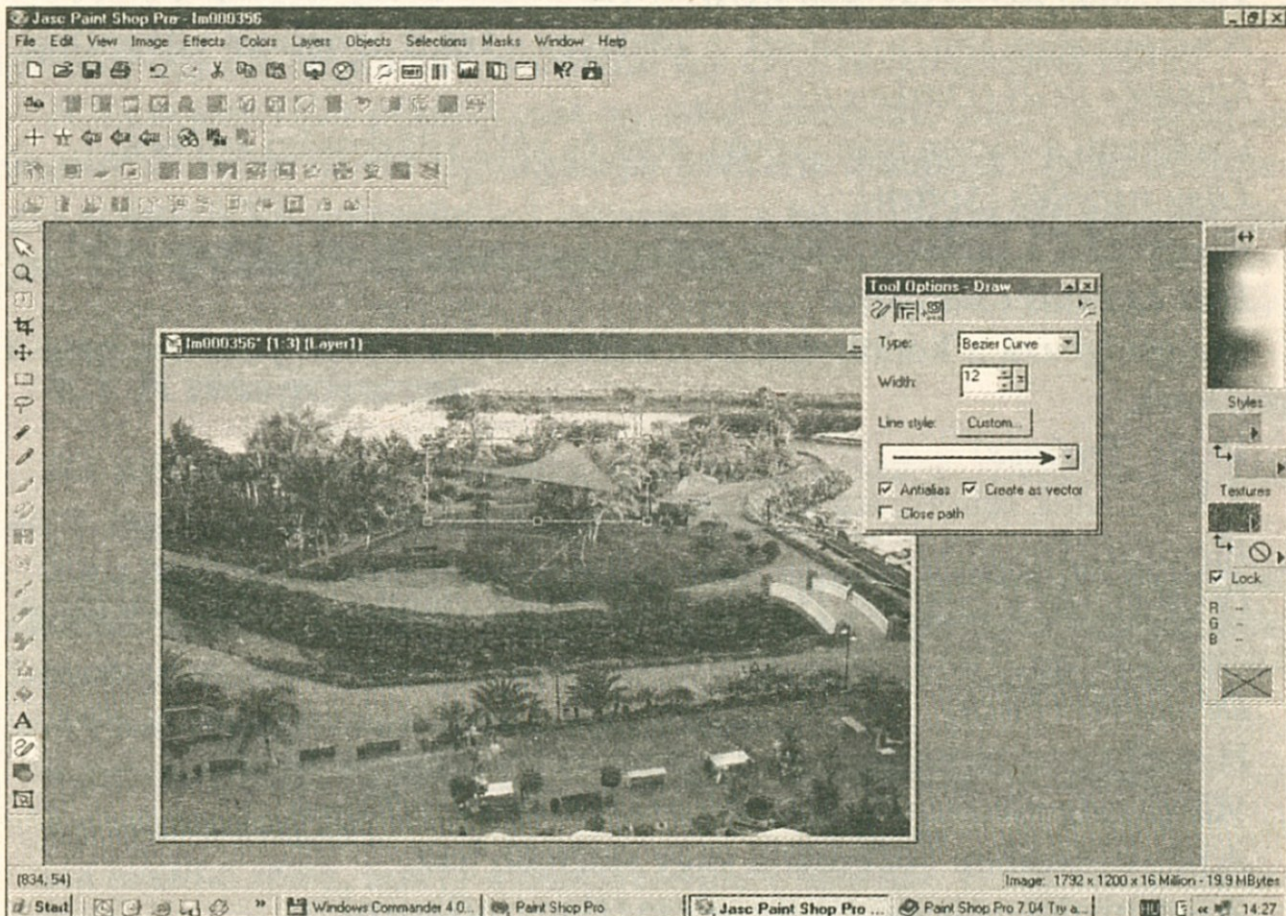 Jasc Paint Shop Pro - Im000356
File Edit View Image Effects Colors Layers Objects Selections Masks Window Help
Tool Options - Draw
Im000356* [1:3] (Layer1)
Type: Bezier Curve
Width: 12
Line style: Custom...
Antialias Create as vector
Close path
Styles
Textures
Lock
R --
G --
B --
A
(834, 54)
Image: 1792 x 1200 x 16 Million - 19.9 MBytes
Start » Windows Commander 4.0... Paint Shop Pro Jasc Paint Shop Pro ... Paint Shop Pro 7.04 Try a... « 14:27